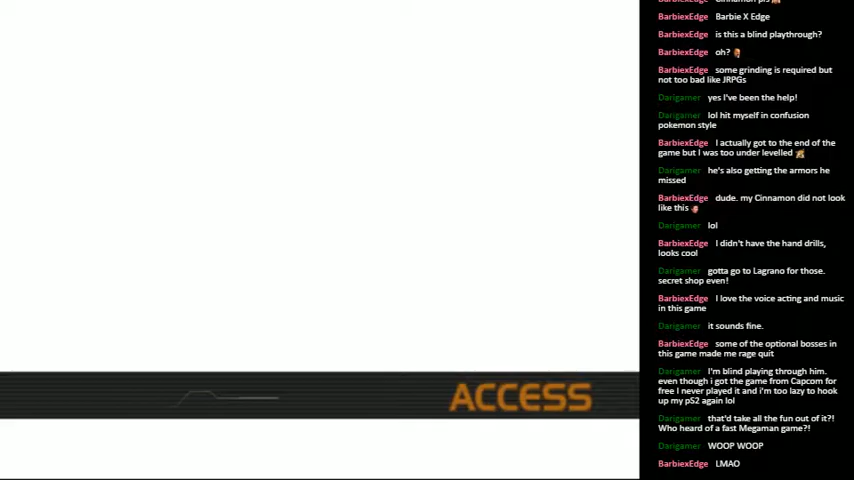 Cinnamon pls
BarbiexEdge Barbie X Edge
BarbiexEdge is this a blind playthrough?
BarbiexEdge oh?
BarbiexEdge some grinding is required but
not too bad like JRPGs
Darigamer yes I've been the help!
Darigamer lol hit myself in confusion
pokemon style
BarbiexEdge I actually got to the end of the
game but I was too under levelled
Darigamer he's also getting the armors he
missed
BarbiexEdge dude. my Cinnamon did not look
like this
Darigamer lol
BarbiexEdge I didn't have the hand drills,
looks cool
Darigamer gotta go to Lagrano for those.
secret shop even!
BarbiexEdge I love the voice acting and music
in this game
Darigamer it sounds fine.
BarbiexEdge some of the optional bosses in
this game made me rage quit
Darigamer I'm blind playing through him.
even though i got the game from Capcom for
free I never played it and i'm too lazy to hook
up my pS2 again lol
Darigamer that'd take all the fun out of it?!
Who heard of a fast Megaman game?!
Darigamer WOOP WOOP
BarbiexEdge LMAO
ACCESS